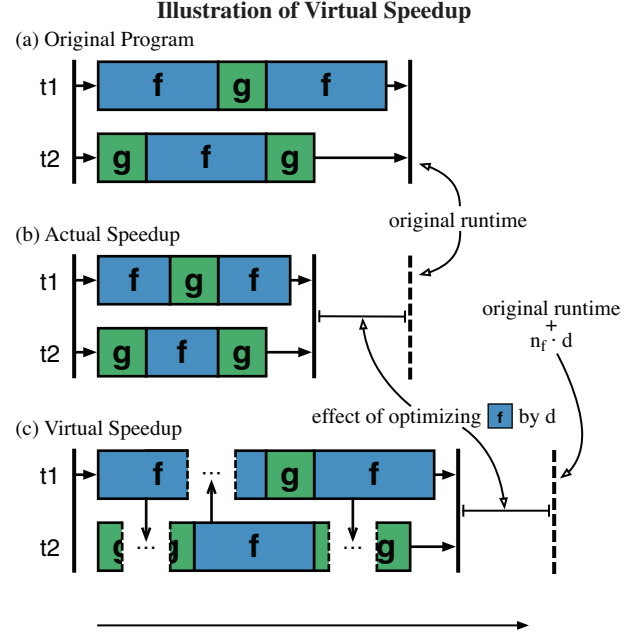 Illustration of Virtual Speedup
(a) Original Program
t1 f g f
t2 g f g
original runtime
(b) Actual Speedup
t1 f g f
t2 g f g
original runtime
+
n_f · d
effect of optimizing f by d
(c) Virtual Speedup
t1 f ... g f
t2 g ... g f ... g